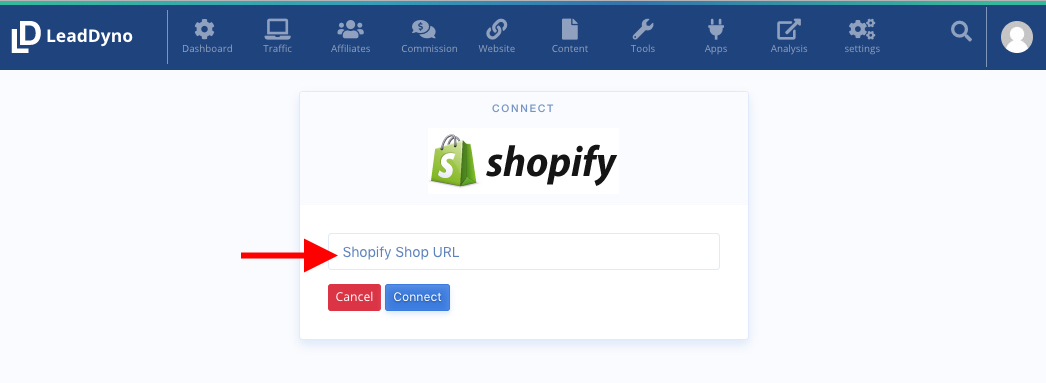 LeadDyno
Dashboard
Traffic
Affiliates
Commission
Website
Content
Tools
Apps
Analysis
settings
CONNECT
shopify
Shopify Shop URL
Cancel Connect